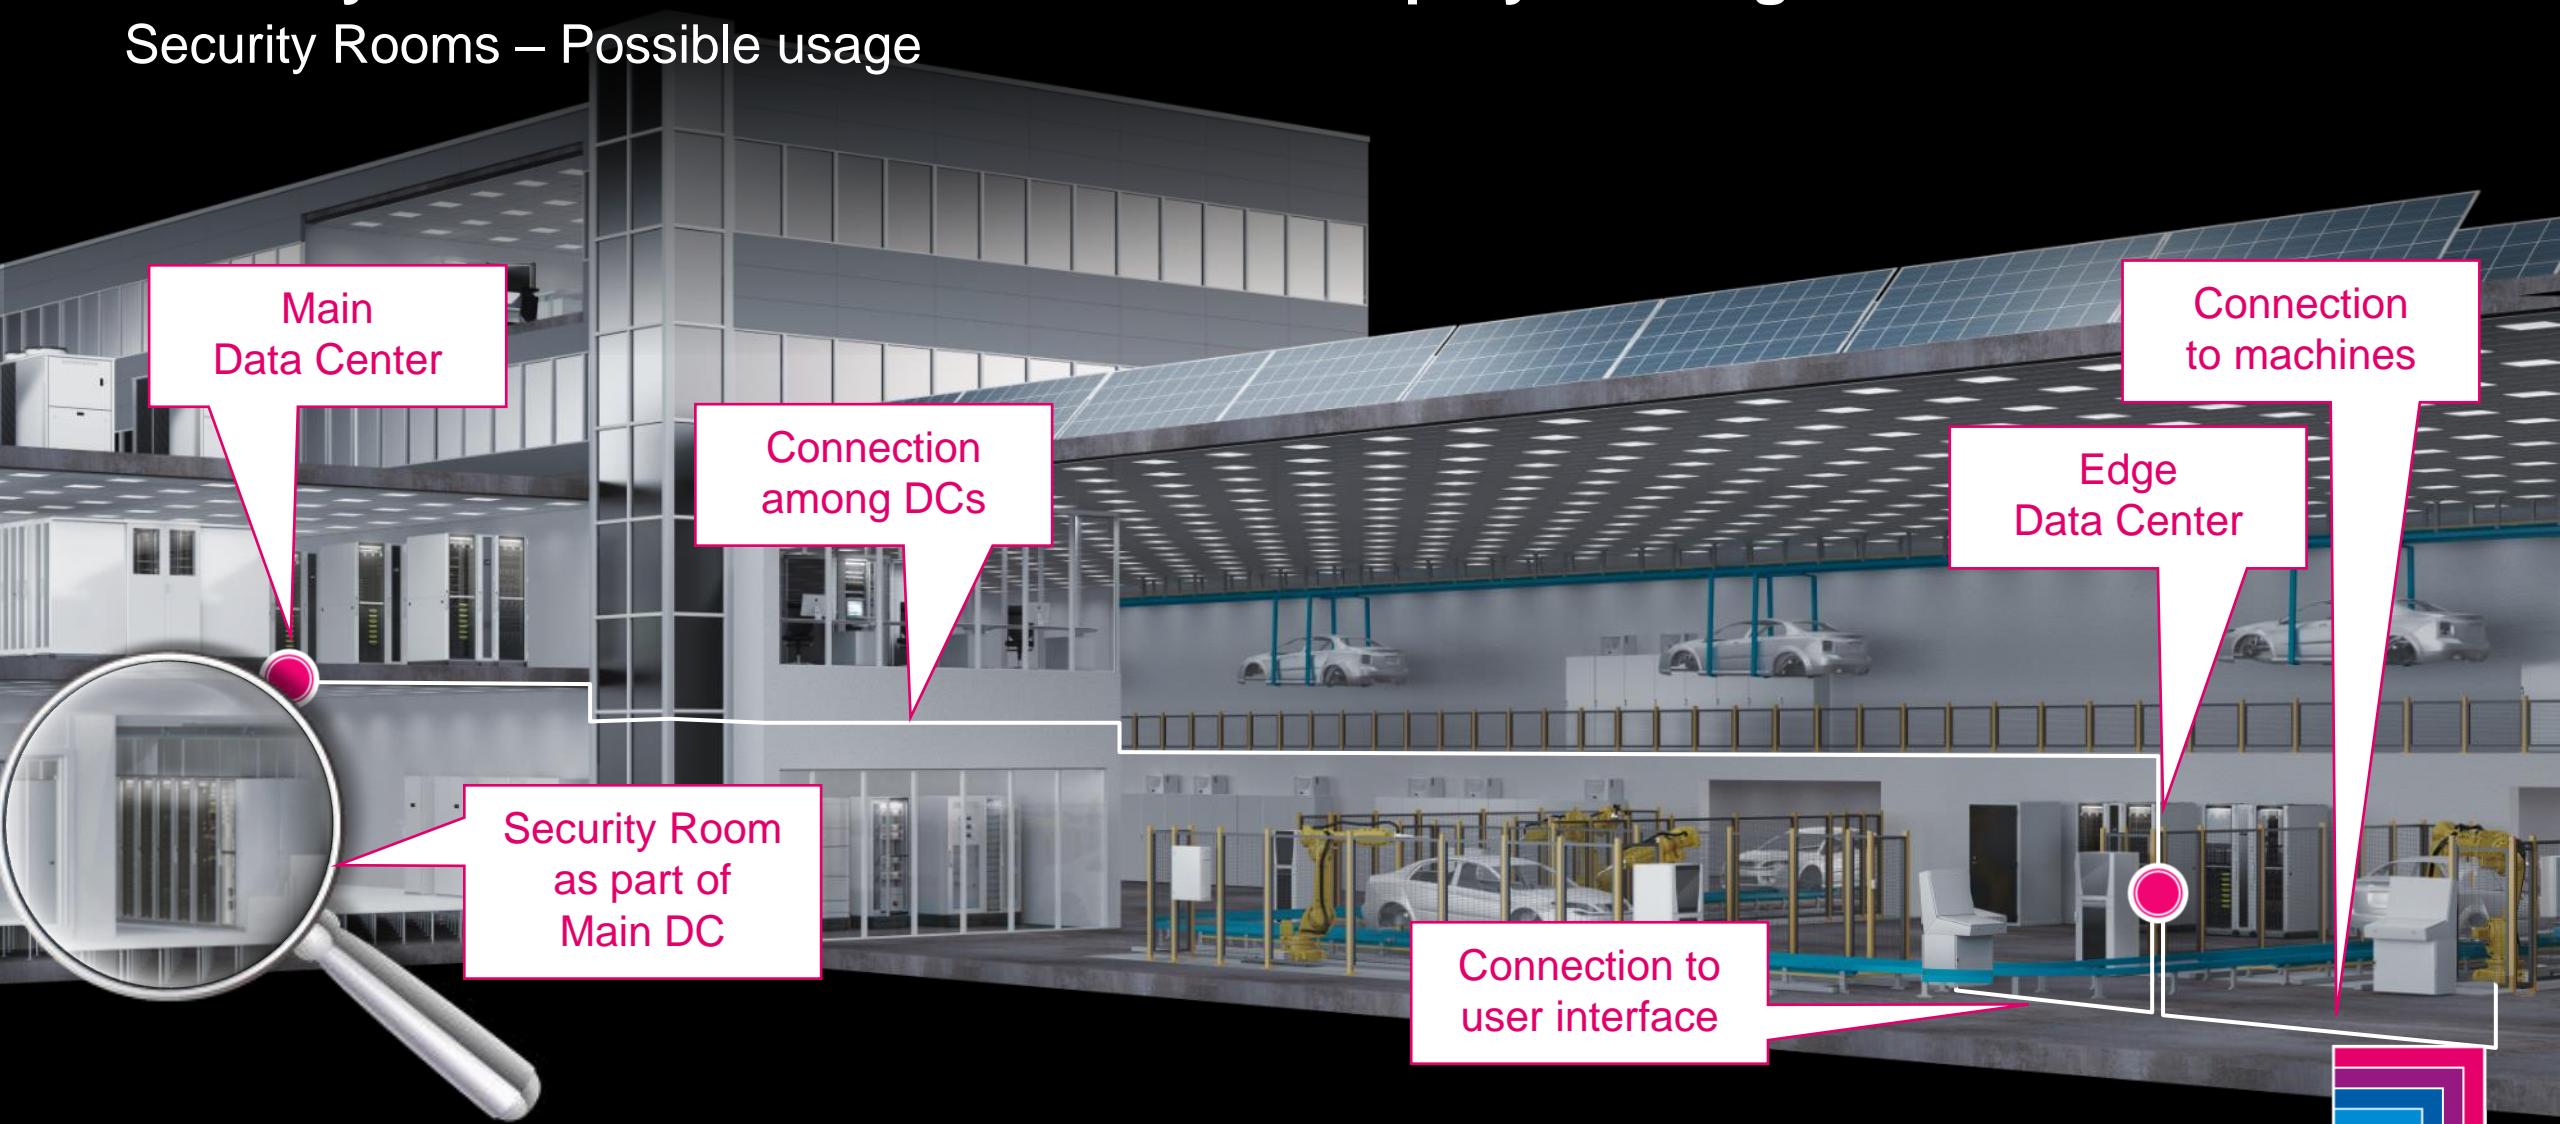 Security Rooms – Possible usage
Main
Data Center
Connection
among DCs
Connection
to machines
Edge
Data Center
Security Room
as part of
Main DC
Connection to
user interface